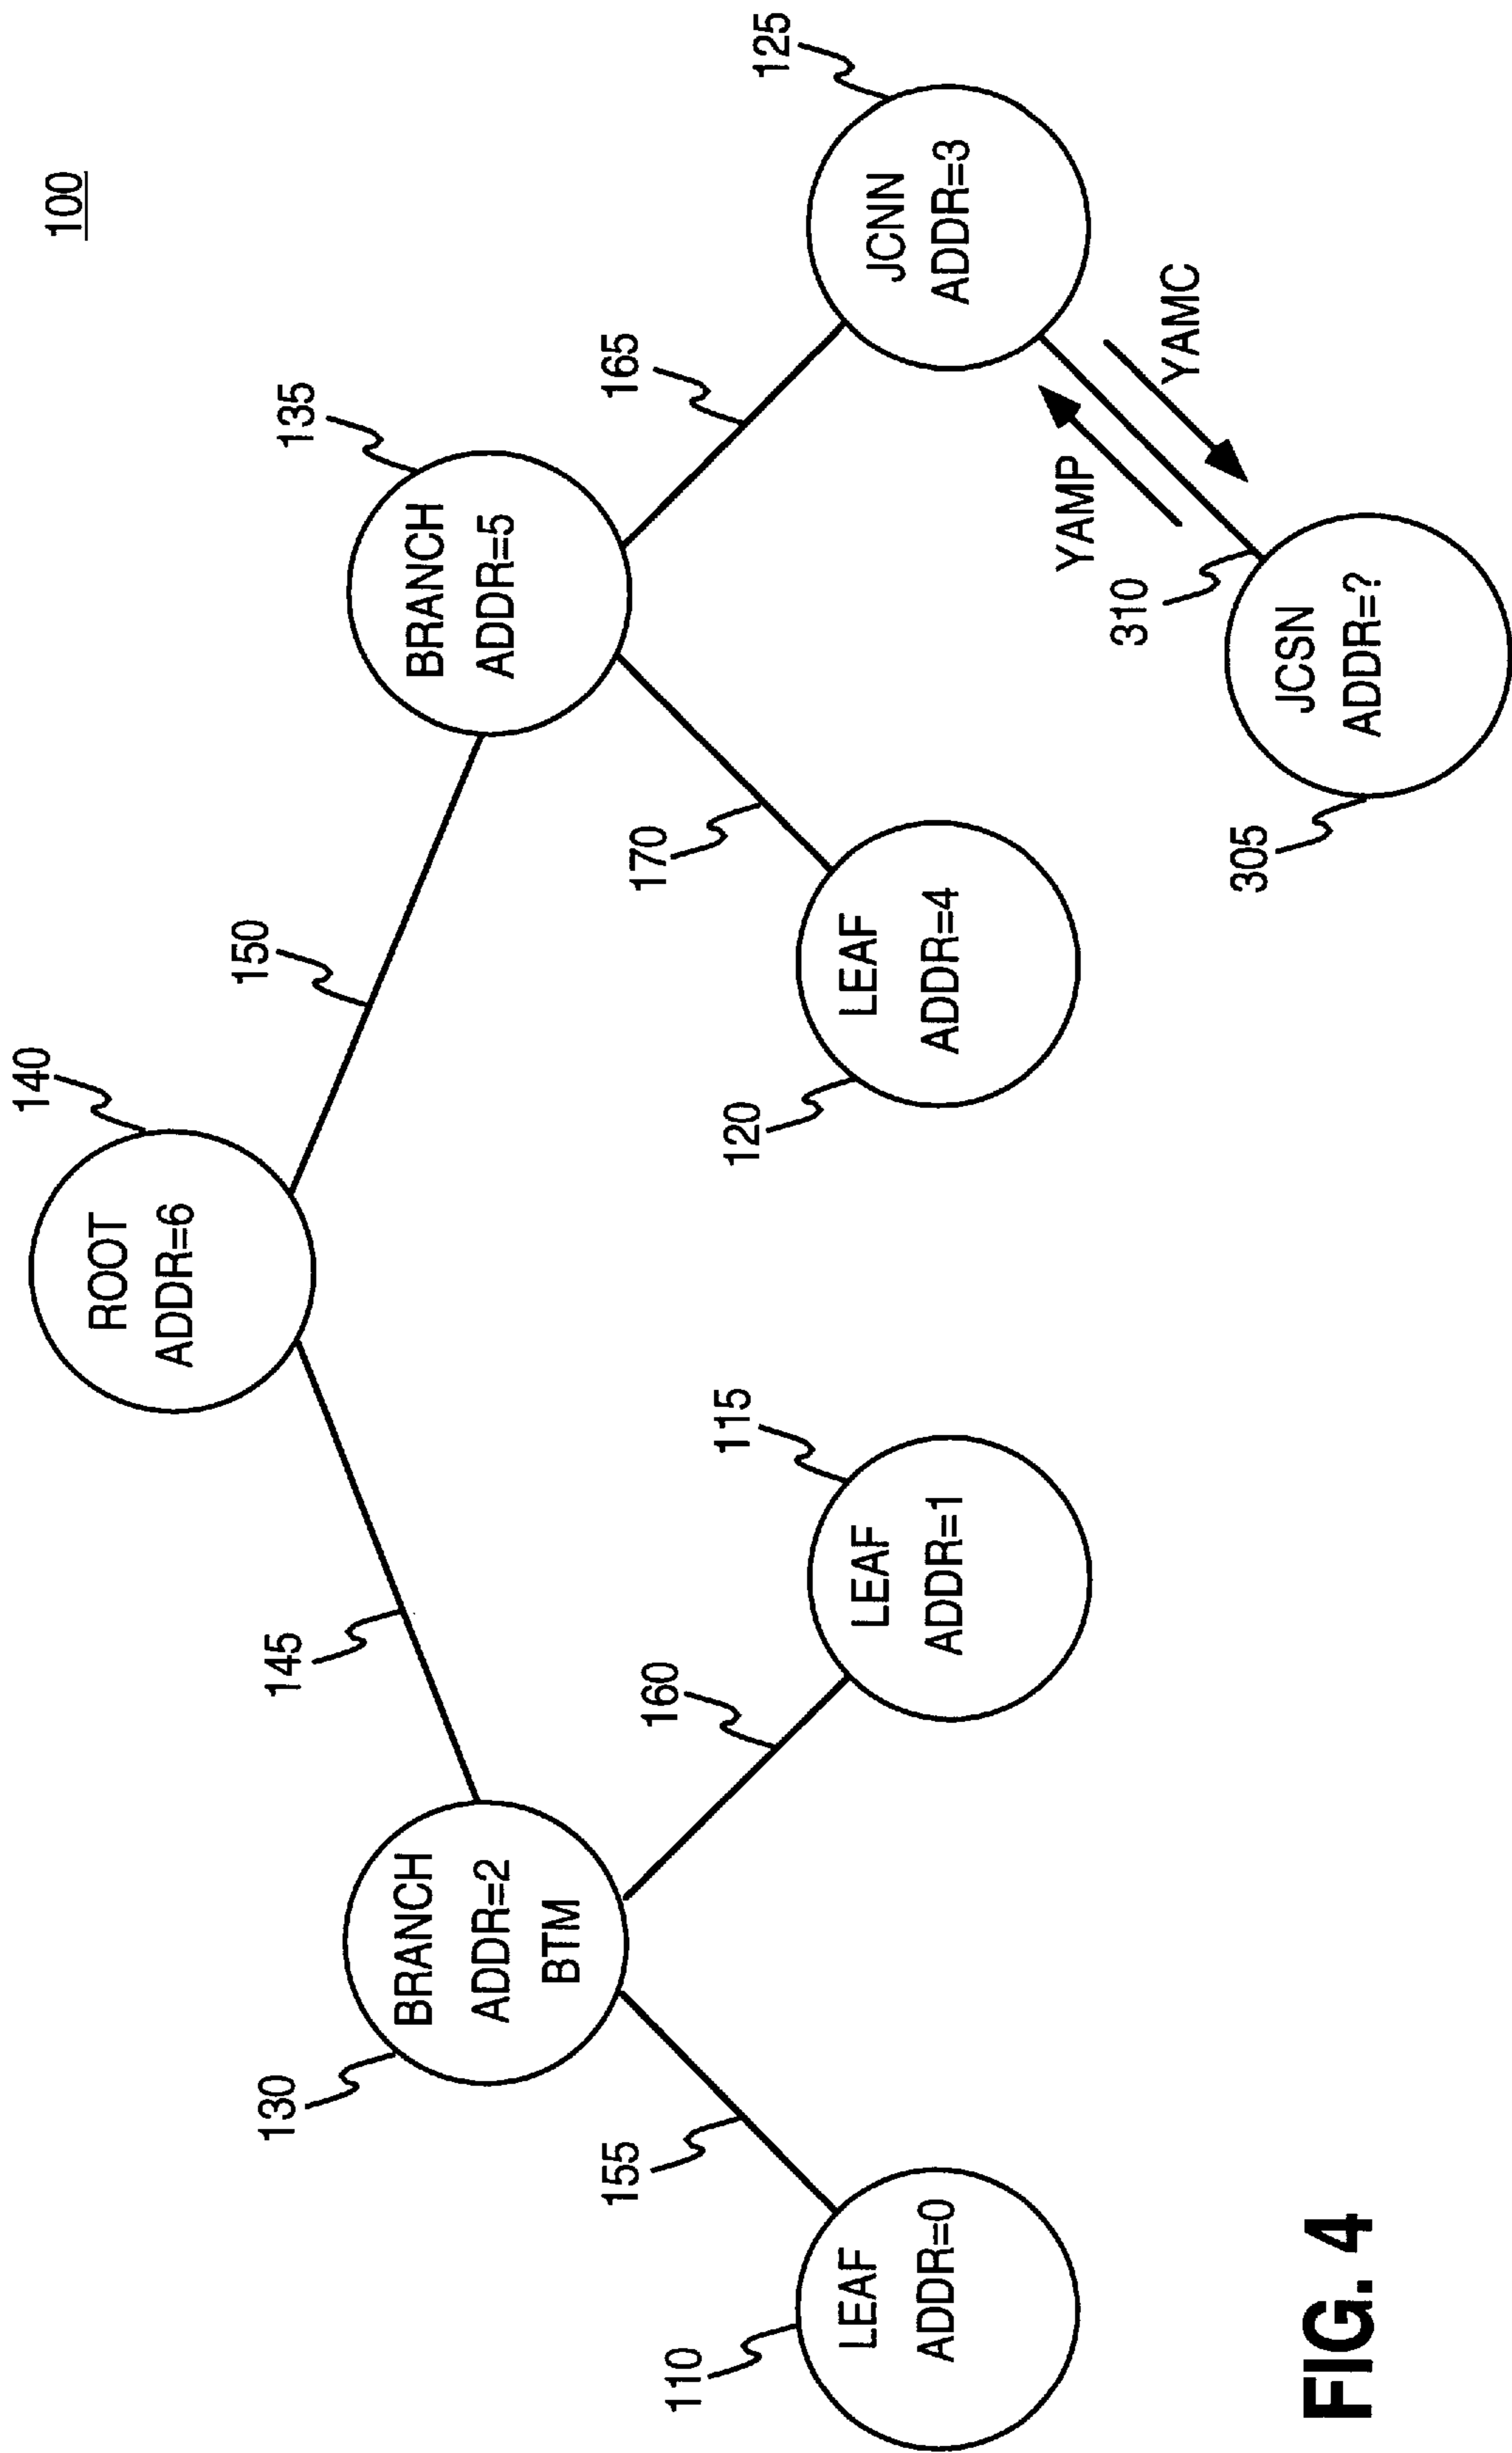 100
140
ROOT
ADDR=6
145
150
130
BRANCH
ADDR=2
BTM
135
BRANCH
ADDR=5
155
160
170
165
110
LEAF
ADDR=0
115
LEAF
ADDR=1
120
LEAF
ADDR=4
125
JCNN
ADDR=3
YAMP
YAMC
310
305
JCSN
ADDR=?
FIG. 4